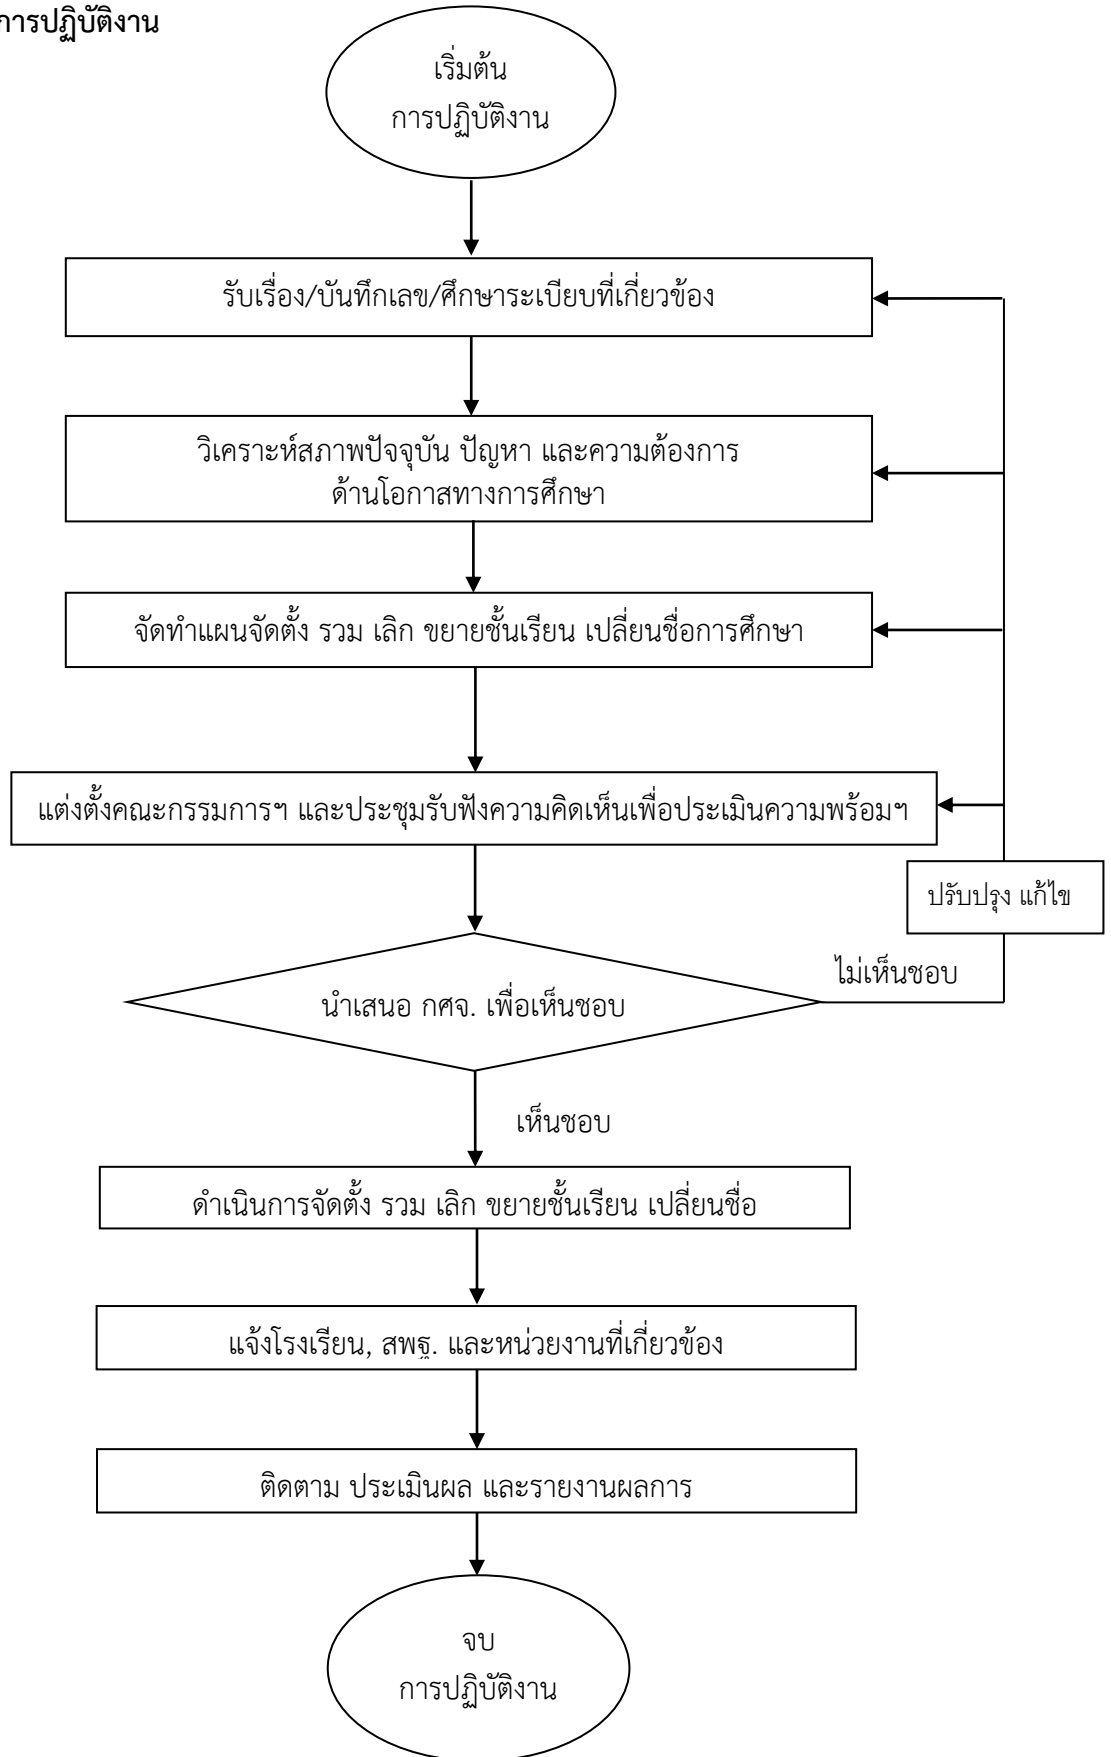 การปฏิบัติงาน
เริ่มต้น
การปฏิบัติงาน
รับเรื่อง/บันทึกเลข/ศึกษาระเบียบที่เกี่ยวข้อง
วิเคราะห์สภาพปัจจุบัน ปัญหา และความต้องการ
ด้านโอกาสทางการศึกษา
จัดทำแผนจัดตั้ง รวม เลิก ขยายชั้นเรียน เปลี่ยนชื่อการศึกษา
แต่งตั้งคณะกรรมการฯ และประชุมรับฟังความคิดเห็นเพื่อประเมินความพร้อมฯ
ปรับปรุง แก้ไข
ไม่เห็นชอบ
นำเสนอ กศจ. เพื่อเห็นชอบ
เห็นชอบ
ดำเนินการจัดตั้ง รวม เลิก ขยายชั้นเรียน เปลี่ยนชื่อ
แจ้งโรงเรียน, สพฐ. และหน่วยงานที่เกี่ยวข้อง
ติดตาม ประเมินผล และรายงานผลการ
จบ
การปฏิบัติงาน